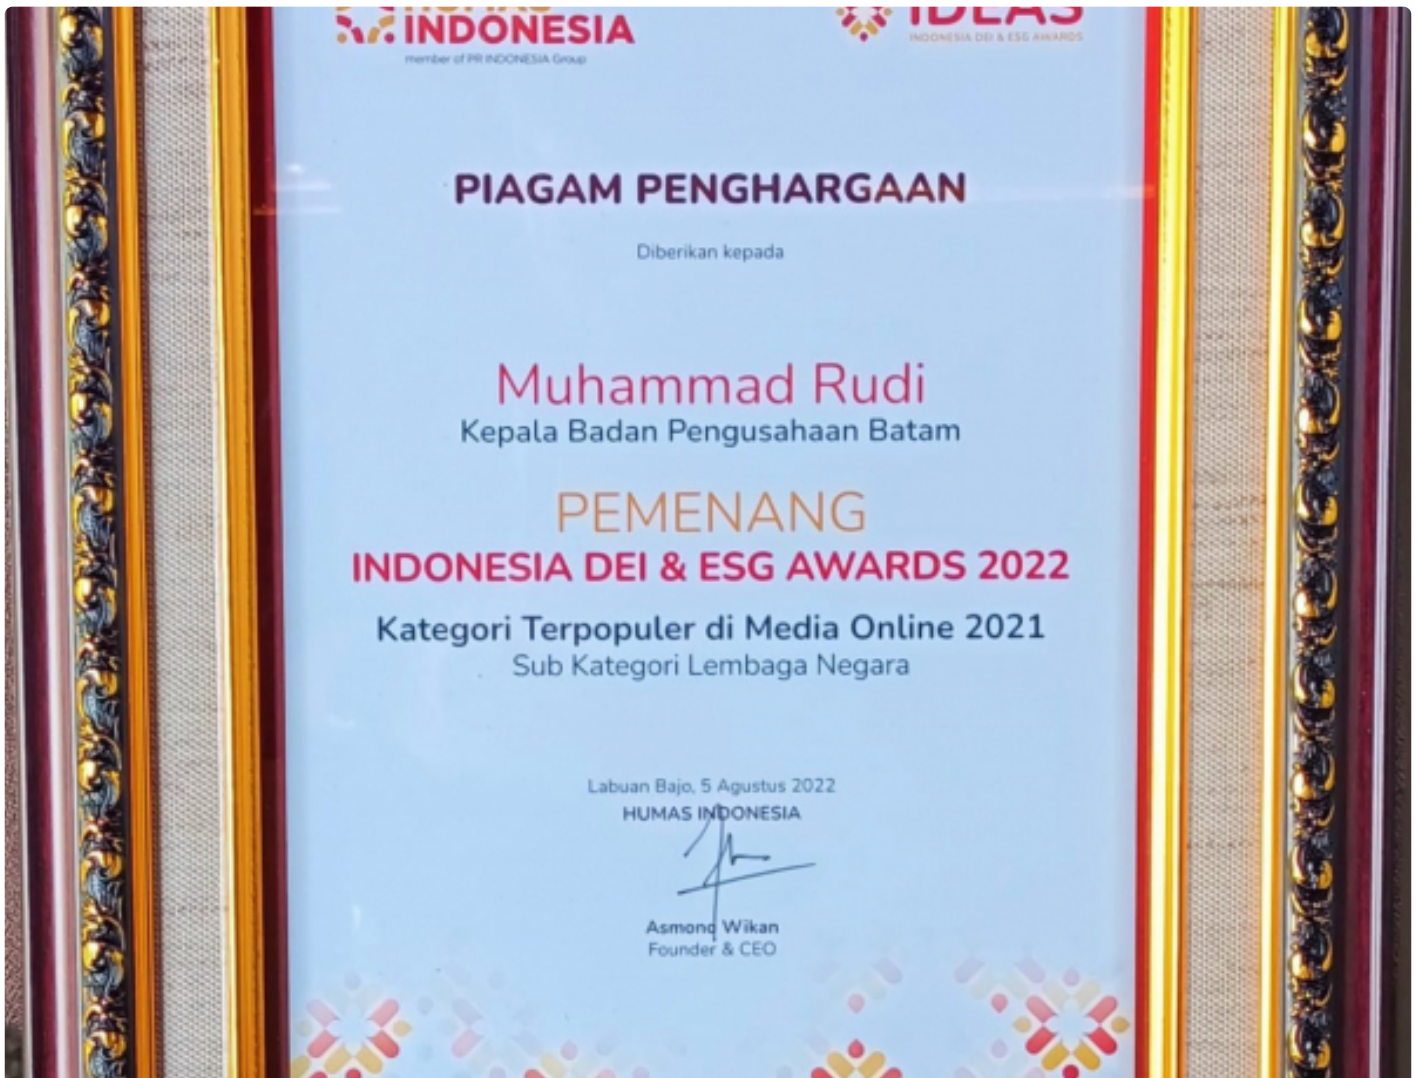 HUMAS
INDONESIA
member of PR INDONESIA Group
IDEAS
INDONESIA DEI & ESG AWARDS
PIAGAM PENGHARGAAN
Diberikan kepada
Muhammad Rudi
Kepala Badan Pengusahaan Batam
PEMENANG
INDONESIA DEI & ESG AWARDS 2022
Kategori Terpopuler di Media Online 2021
Sub Kategori Lembaga Negara
Labuan Bajo, 5 Agustus 2022
HUMAS INDONESIA
Asmono Wikan
Founder & CEO